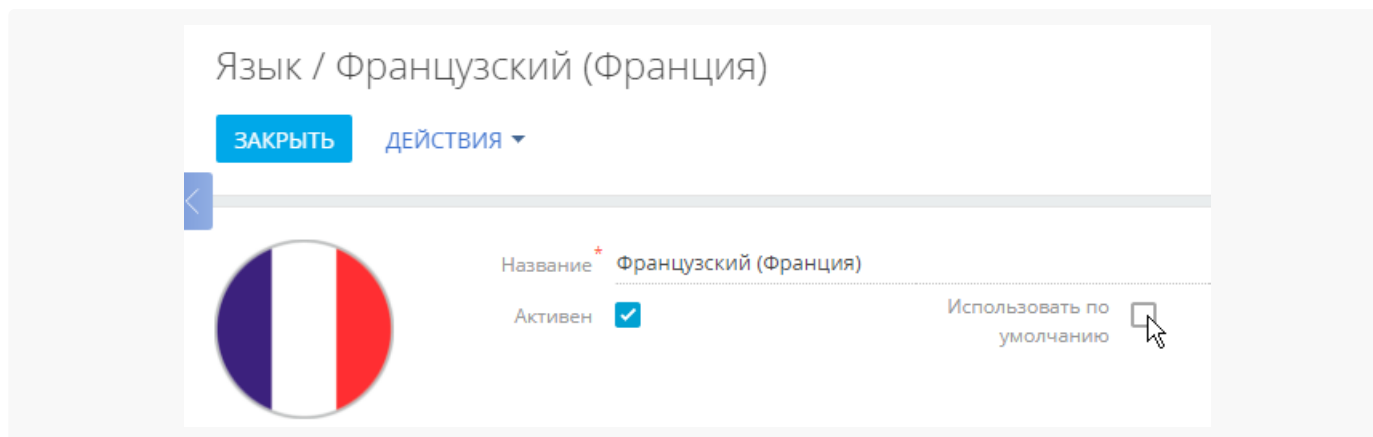 Язык / Французский (Франция)
ЗАКРЫТЬ ДЕЙСТВИЯ
Название* Французский (Франция)
Активен Использовать по
умолчанию